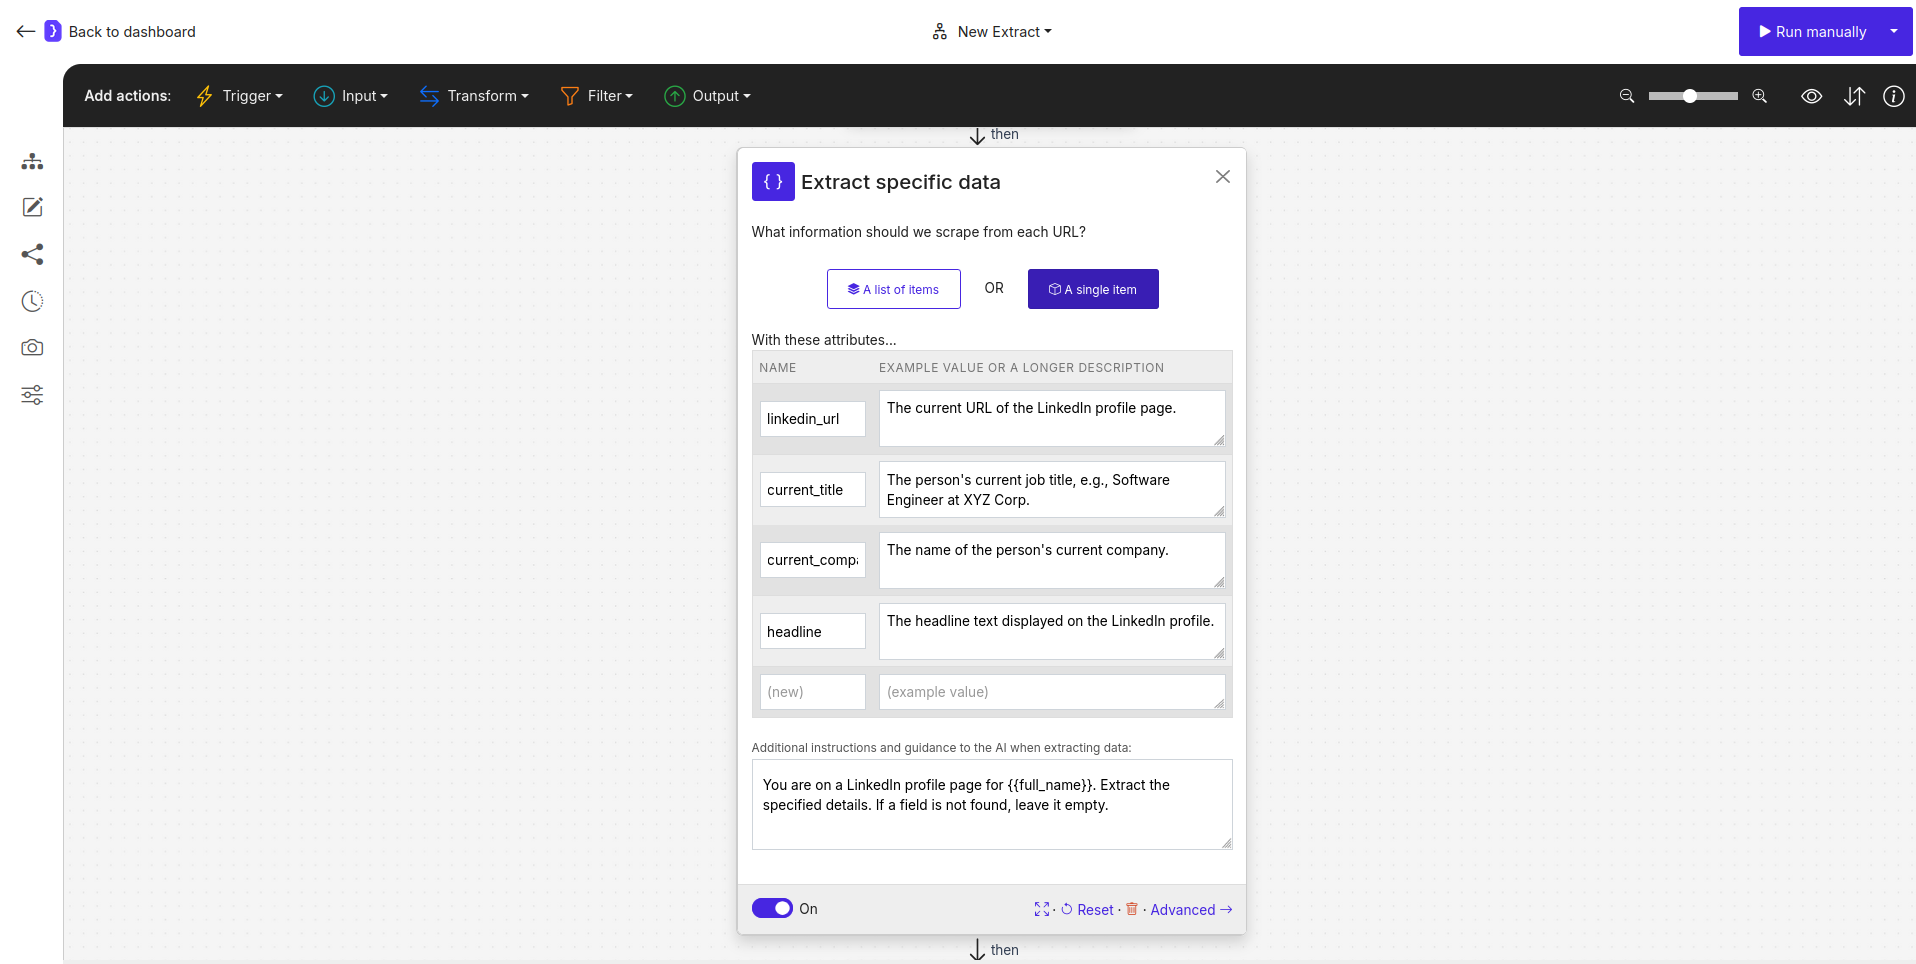 Back to dashboard
New Extract
Run manually
Add actions:
Trigger
Input
Transform
Filter
Output
then
{ } Extract specific data
What information should we scrape from each URL?
A list of items
OR
A single item
With these attributes...
NAME
EXAMPLE VALUE OR A LONGER DESCRIPTION
linkedin_url
The current URL of the LinkedIn profile page.
current_title
The person's current job title, e.g., Software
Engineer at XYZ Corp.
current_compa
The name of the person's current company.
headline
The headline text displayed on the LinkedIn profile.
(new)
(example value)
Additional instructions and guidance to the AI when extracting data:
You are on a LinkedIn profile page for {{full_name}}. Extract the
specified details. If a field is not found, leave it empty.
On
· Reset · · Advanced →
then